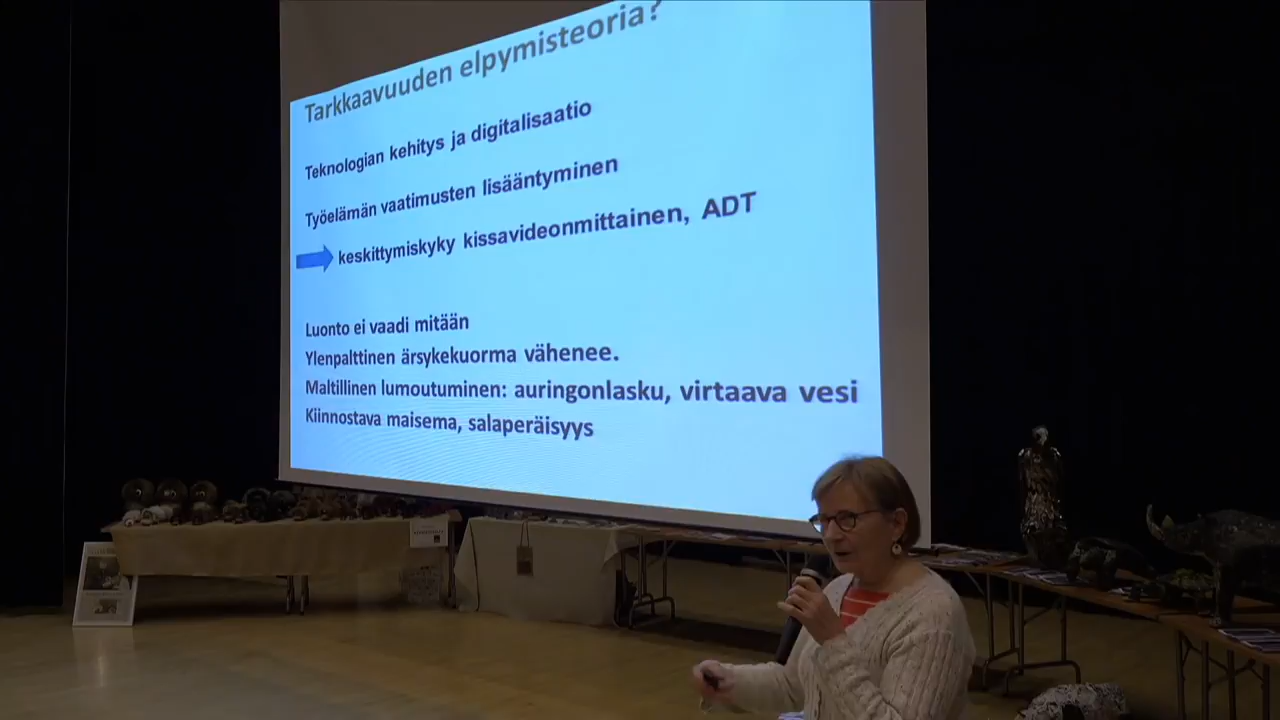 Tarkkaavuuden elpymisteoria?
Teknologian kehitys ja digitalisaatio
Työelämän vaatimusten lisääntyminen
keskittymiskyky kissavideonmittainen, ADT
Luonto ei vaadi mitään
Ylenpalttinen ärsykekuorma vähenee.
Maltillinen lumoutuminen: auringonlasku, virtaava vesi
Kiinnostava maisema, salaperäisyys